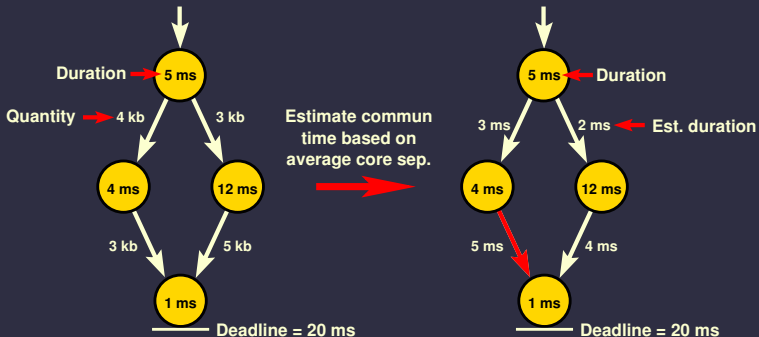 5 ms
Duration
Quantity
4 kb
3 kb
4 ms
12 ms
3 kb
5 kb
1 ms
Deadline = 20 ms
Estimate commun
time based on
average core sep.
5 ms
Duration
3 ms
2 ms
Est. duration
4 ms
12 ms
5 ms
4 ms
1 ms
Deadline = 20 ms